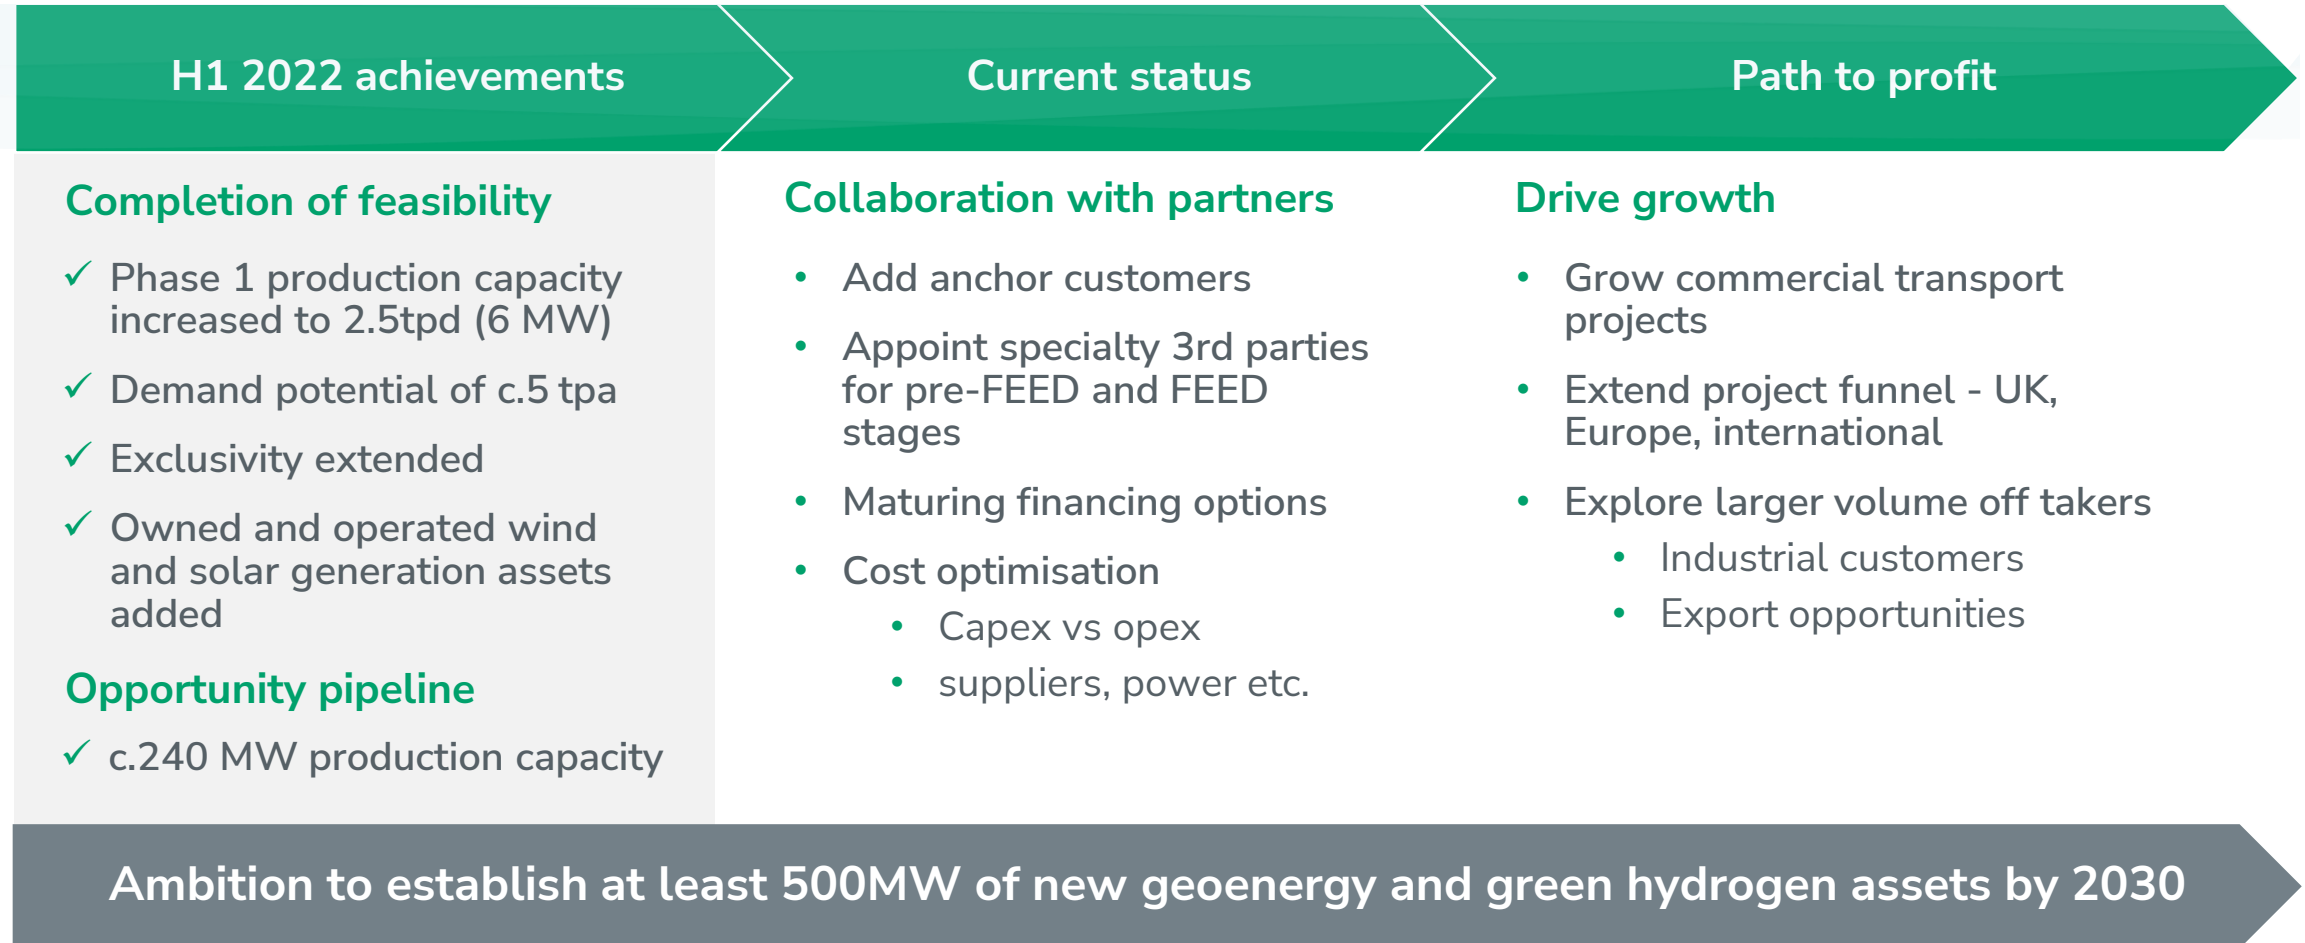 H1 2022 achievements
Current status
Path to profit
Completion of feasibility
✓ Phase 1 production capacity
increased to 2.5tpd (6 MW)
✓ Demand potential of c.5 tpa
✓ Exclusivity extended
✓ Owned and operated wind
and solar generation assets
added
Opportunity pipeline
✓ c.240 MW production capacity
Collaboration with partners
• Add anchor customers
• Appoint specialty 3rd parties
for pre-FEED and FEED
stages
• Maturing financing options
• Cost optimisation
• Capex vs opex
• suppliers, power etc.
Drive growth
• Grow commercial transport
projects
• Extend project funnel - UK,
Europe, international
• Explore larger volume off takers
• Industrial customers
• Export opportunities
Ambition to establish at least 500MW of new geoenergy and green hydrogen assets by 2030